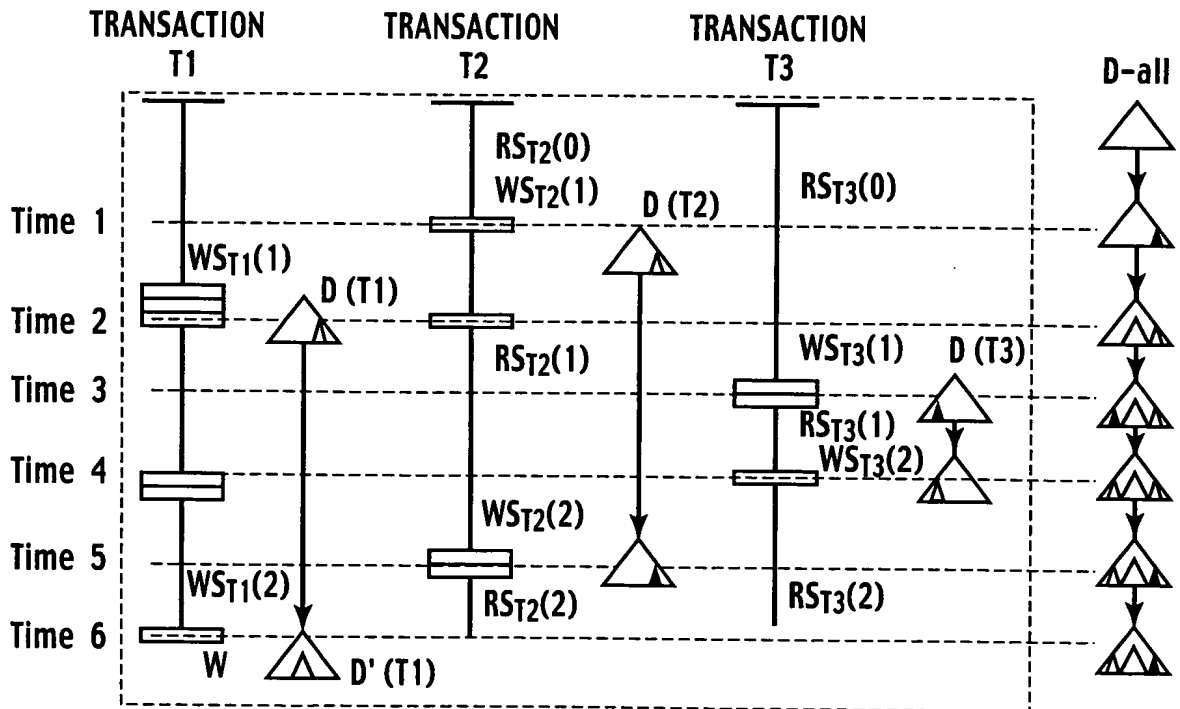 TRANSACTION T1
TRANSACTION T2
TRANSACTION T3
D-all
RST2(0)
WST2(1)
RST3(0)
D (T2)
Time 1
WST1(1)
D (T1)
Time 2
RST2(1)
WST3(1)
D (T3)
Time 3
RST3(1)
WST3(2)
Time 4
WST2(2)
Time 5
WST1(2)
RST2(2)
RST3(2)
Time 6
W
D' (T1)